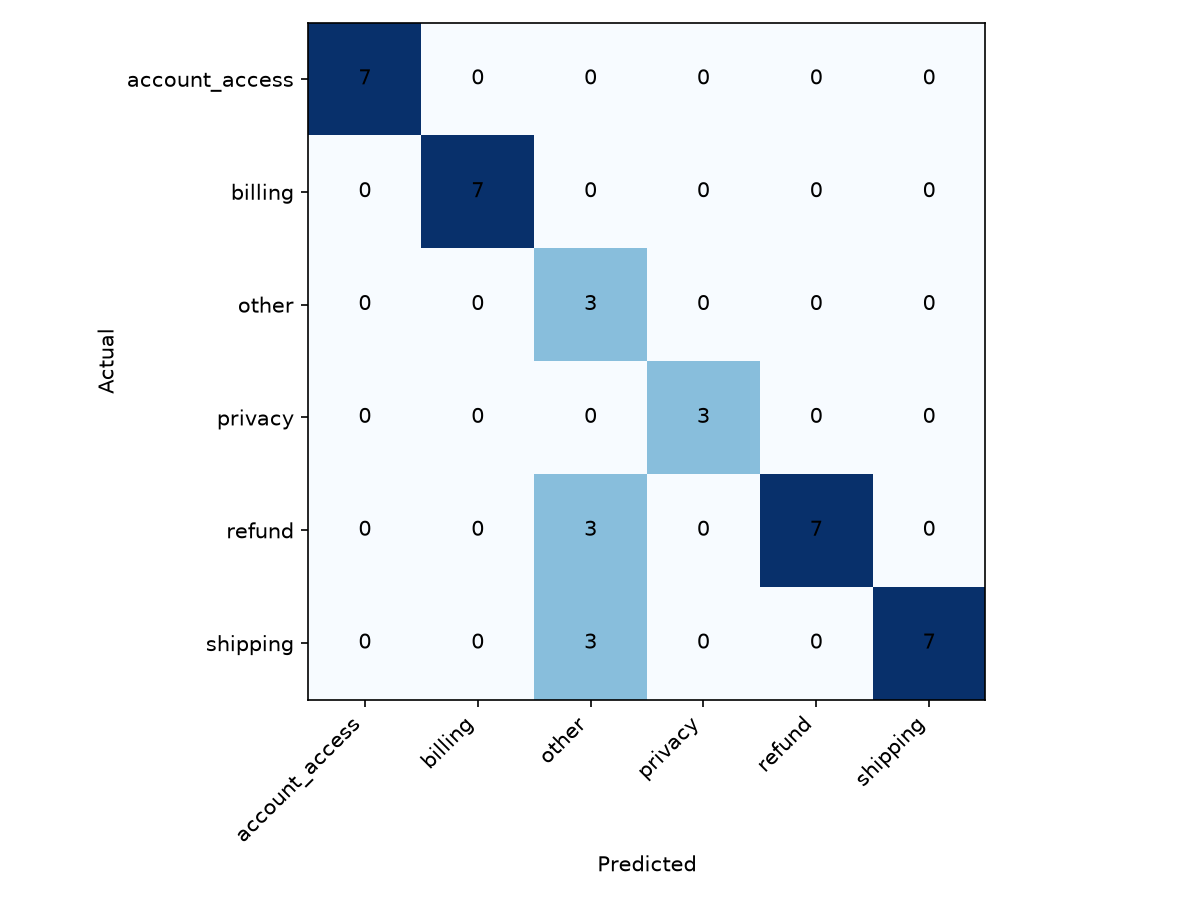 account_access 7 0 0 0 0 0
billing 0 7 0 0 0 0
other 0 0 3 0 0 0
privacy 0 0 0 3 0 0
refund 0 0 3 0 7 0
shipping 0 0 3 0 0 7
Actual
account_access billing other privacy refund shipping
Predicted